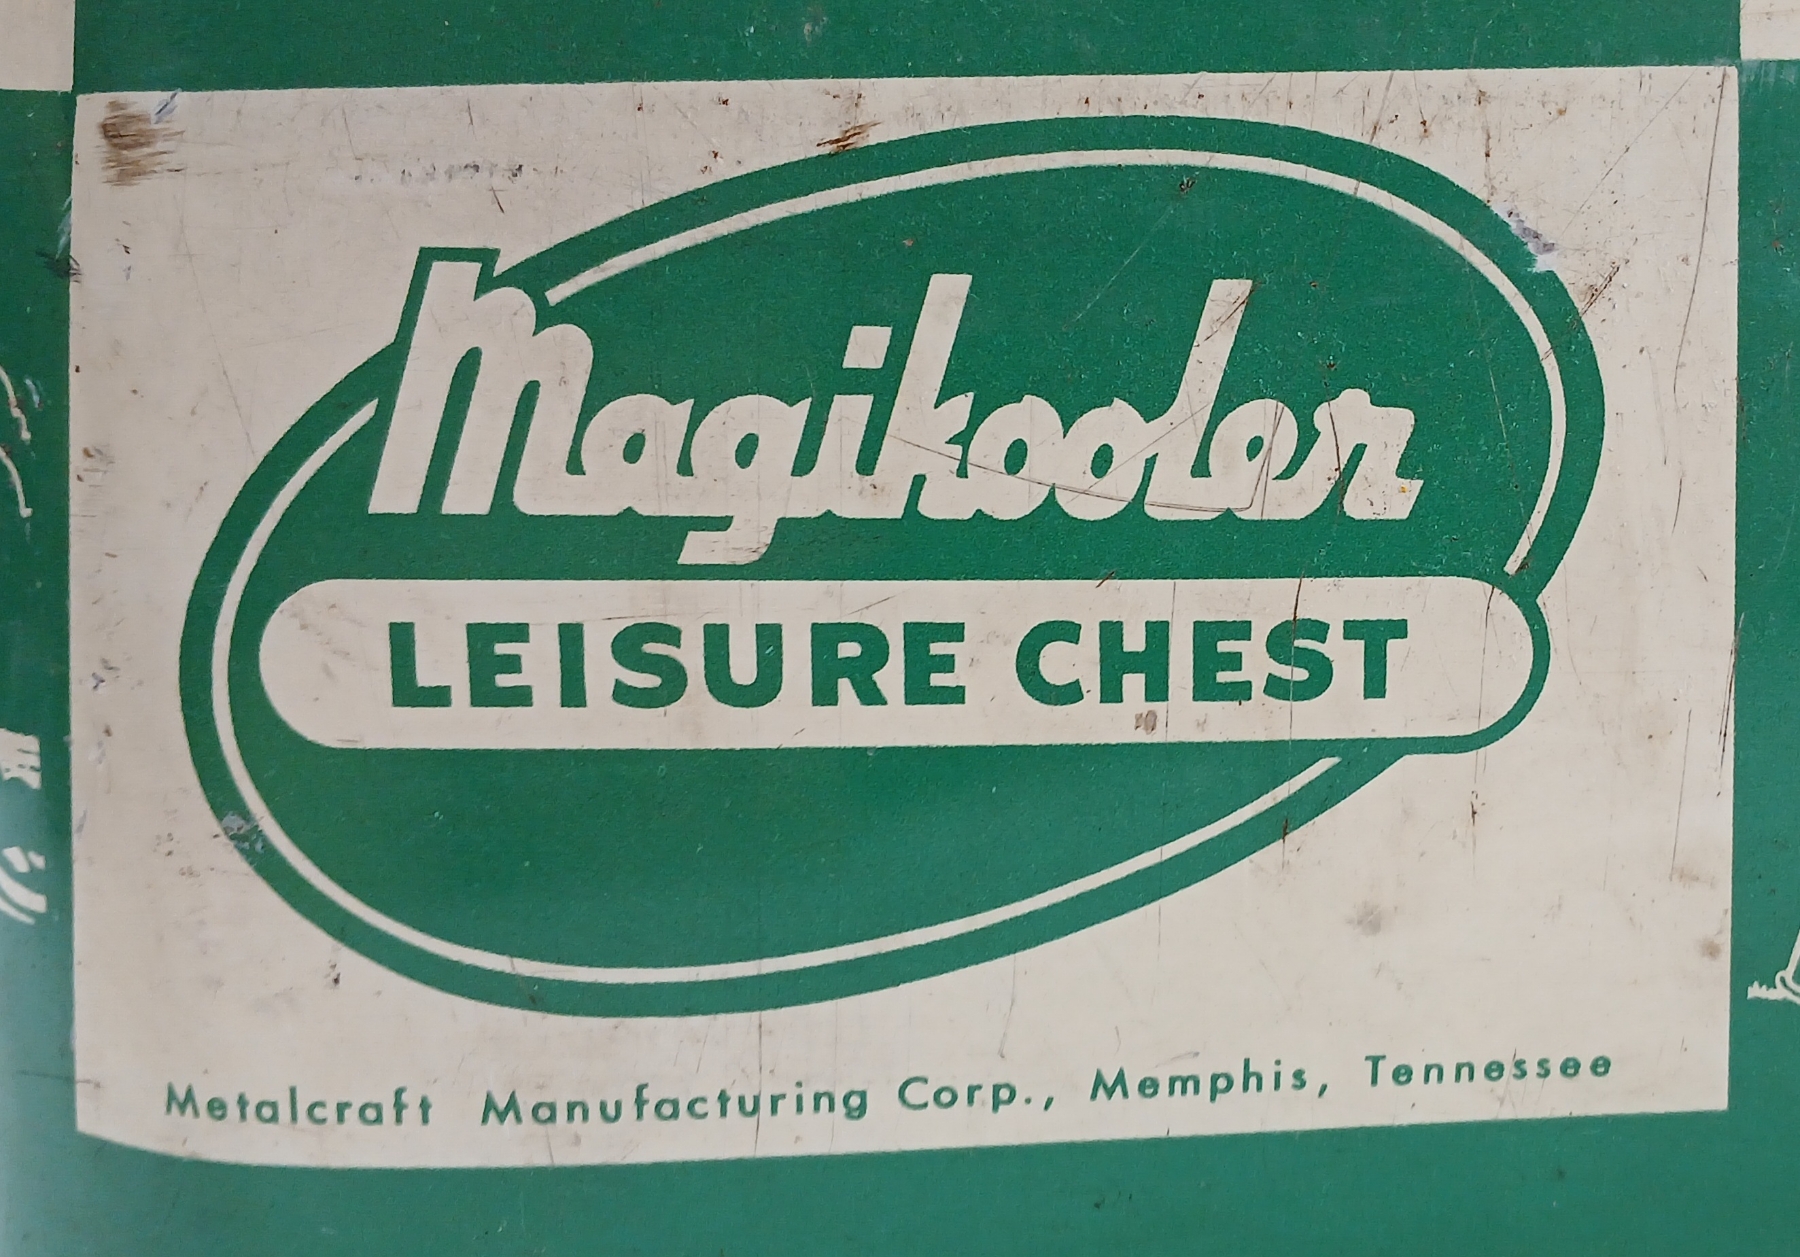 Magikooler
LEISURE CHEST
Metalcraft Manufacturing Corp., Memphis, Tennessee